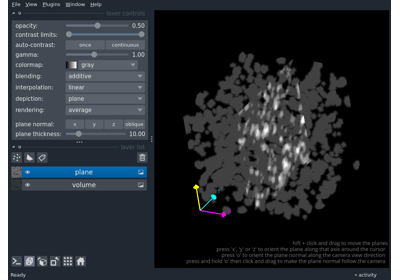 File View Plugins Window Help
layer controls
opacity: 0.50
contrast limits:
auto-contrast: once continuous
gamma: 1.00
colormap: gray
blending: additive
interpolation: linear
depiction: plane
rendering: average
plane normal: x y z oblique
plane thickness: 10.00
layer list
plane
volume
hift + click and drag to move the planes
press 'x', 'y' or 'z' to orient the plane along that axis around the cursor
press 'o' to orient the plane normal along the camera view direction
press and hold 'o' then click and drag to make the plane normal follow the camera
Ready
activity